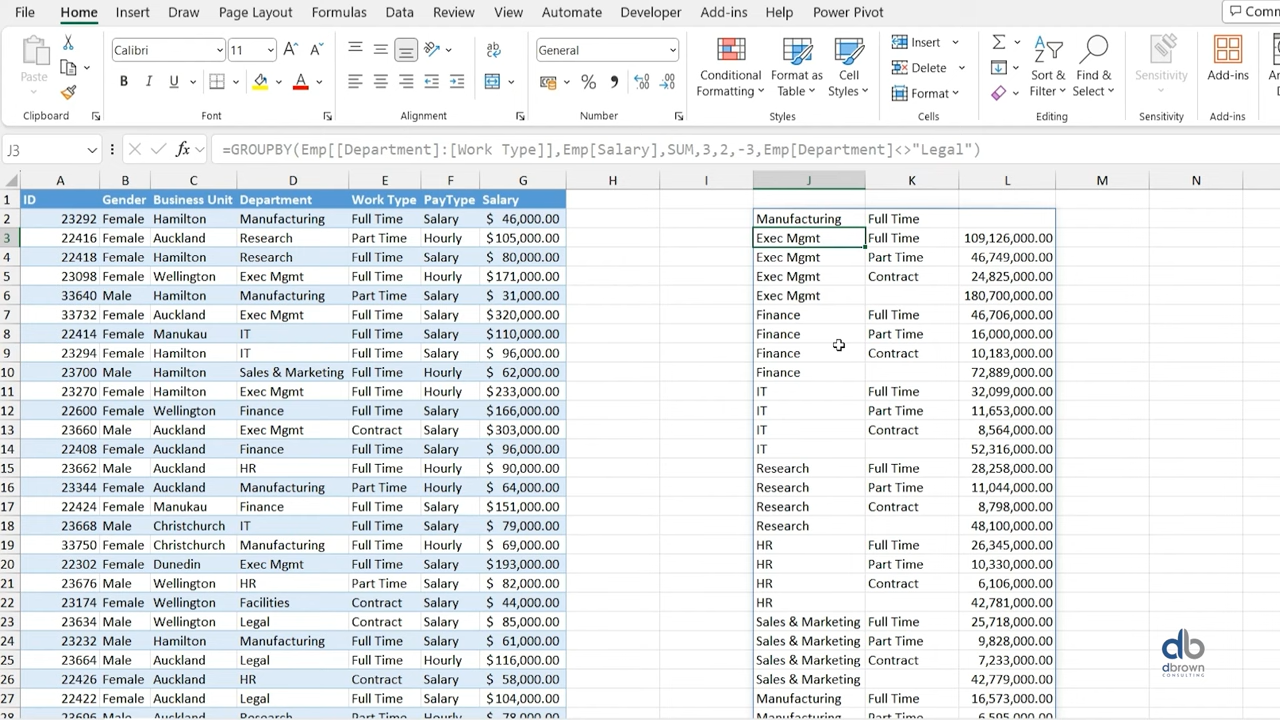 File Home Insert Draw Page Layout Formulas Data Review View Automate Developer Add-ins Help Power Pivot Comm
Calibri 11 General Insert
Paste Conditional Formatting Format as Table Cell Styles Delete Sort & Filter Find & Select Sensitivity Add-ins
B I U A Format
Clipboard Font Alignment Number Styles Cells Editing Sensitivity Add-ins
J3 fx =GROUPBY(Emp[[Department]:[Work Type]],Emp[Salary],SUM,3,2,-3,Emp[Department]<>"Legal")
A B C D E F G H I J K L M N
1 ID Gender Business Unit Department Work Type PayType Salary
2 23292 Female Hamilton Manufacturing Full Time Salary $ 46,000.00 Manufacturing Full Time
3 22416 Female Auckland Research Part Time Hourly $105,000.00 Exec Mgmt Full Time 109,126,000.00
4 22418 Female Hamilton Research Full Time Salary $ 80,000.00 Exec Mgmt Part Time 46,749,000.00
5 23098 Female Wellington Exec Mgmt Full Time Hourly $171,000.00 Exec Mgmt Contract 24,825,000.00
6 33640 Male Hamilton Manufacturing Part Time Salary $ 31,000.00 Exec Mgmt 180,700,000.00
7 33732 Female Auckland Exec Mgmt Full Time Salary $320,000.00 Finance Full Time 46,706,000.00
8 22414 Female Manukau IT Full Time Salary $110,000.00 Finance Part Time 16,000,000.00
9 23294 Female Hamilton IT Full Time Salary $ 96,000.00 Finance Contract 10,183,000.00
10 23700 Male Hamilton Sales & Marketing Full Time Hourly $ 62,000.00 Finance 72,889,000.00
11 23270 Female Hamilton Exec Mgmt Full Time Hourly $233,000.00 IT Full Time 32,099,000.00
12 22600 Female Wellington Finance Full Time Salary $166,000.00 IT Part Time 11,653,000.00
13 23660 Male Auckland Exec Mgmt Contract Salary $303,000.00 IT Contract 8,564,000.00
14 22408 Female Auckland Finance Full Time Salary $ 96,000.00 IT 52,316,000.00
15 23662 Male Auckland HR Full Time Hourly $ 90,000.00 Research Full Time 28,258,000.00
16 23344 Female Auckland Manufacturing Part Time Hourly $ 64,000.00 Research Part Time 11,044,000.00
17 22424 Female Manukau Finance Full Time Salary $151,000.00 Research Contract 8,798,000.00
18 23668 Male Christchurch IT Full Time Salary $ 79,000.00 Research 48,100,000.00
19 33750 Female Christchurch Manufacturing Full Time Hourly $ 69,000.00 HR Full Time 26,345,000.00
20 22302 Female Dunedin Exec Mgmt Full Time Salary $193,000.00 HR Part Time 10,330,000.00
21 23676 Male Wellington HR Part Time Salary $ 82,000.00 HR Contract 6,106,000.00
22 23174 Female Wellington Facilities Contract Salary $ 44,000.00 HR 42,781,000.00
23 23634 Male Wellington Legal Contract Salary $ 85,000.00 Sales & Marketing Full Time 25,718,000.00
24 23232 Male Hamilton Manufacturing Full Time Salary $ 61,000.00 Sales & Marketing Part Time 9,828,000.00
25 23664 Male Auckland Legal Full Time Hourly $116,000.00 Sales & Marketing Contract 7,233,000.00
26 22426 Female Auckland HR Contract Salary $ 58,000.00 Sales & Marketing 42,779,000.00
27 22422 Female Auckland Legal Full Time Salary $104,000.00 Manufacturing Full Time 16,573,000.00
28 23696 Male Auckland Research Part Time Hourly $ 78,000.00 Manufacturing Part Time 6,595,000.00
db
dbrown
CONSULTING